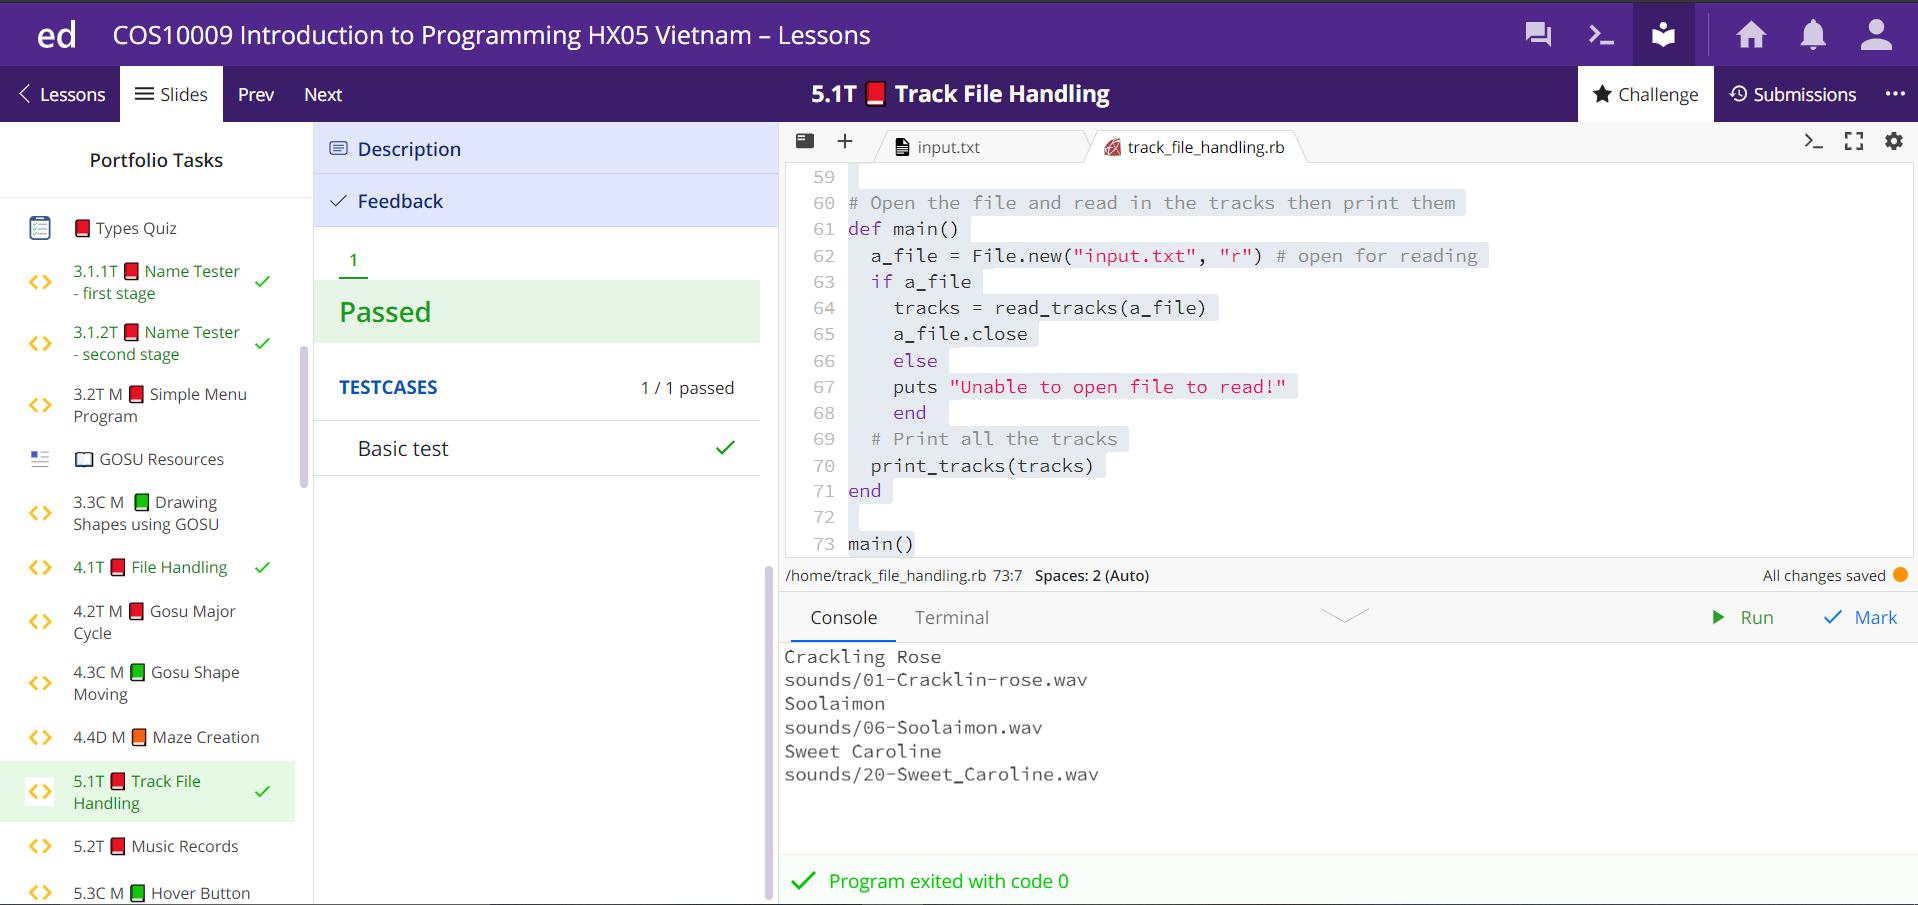 ed COS10009 Introduction to Programming HX05 Vietnam – Lessons
Lessons Slides Prev Next 5.1T Track File Handling Challenge Submissions
Portfolio Tasks
Types Quiz
3.1.1T Name Tester
- first stage
3.1.2T Name Tester
- second stage
3.2T M Simple Menu
Program
GOSU Resources
3.3C M Drawing
Shapes using GOSU
4.1T File Handling
4.2T M Gosu Major
Cycle
4.3C M Gosu Shape
Moving
4.4D M Maze Creation
5.1T Track File
Handling
5.2T Music Records
5.3C M Hover Button
Description
Feedback
1
Passed
TESTCASES 1 / 1 passed
Basic test
input.txt track_file_handling.rb
59
60 # Open the file and read in the tracks then print them
61 def main()
62 a_file = File.new("input.txt", "r") # open for reading
63 if a_file
64 tracks = read_tracks(a_file)
65 a_file.close
66 else
67 puts "Unable to open file to read!"
68 end
69 # Print all the tracks
70 print_tracks(tracks)
71 end
72
73 main()
/home/track_file_handling.rb 73:7 Spaces: 2 (Auto) All changes saved
Console Terminal Run Mark
Crackling Rose
sounds/01-Cracklin-rose.wav
Soolaimon
sounds/06-Soolaimon.wav
Sweet Caroline
sounds/20-Sweet_Caroline.wav
Program exited with code 0